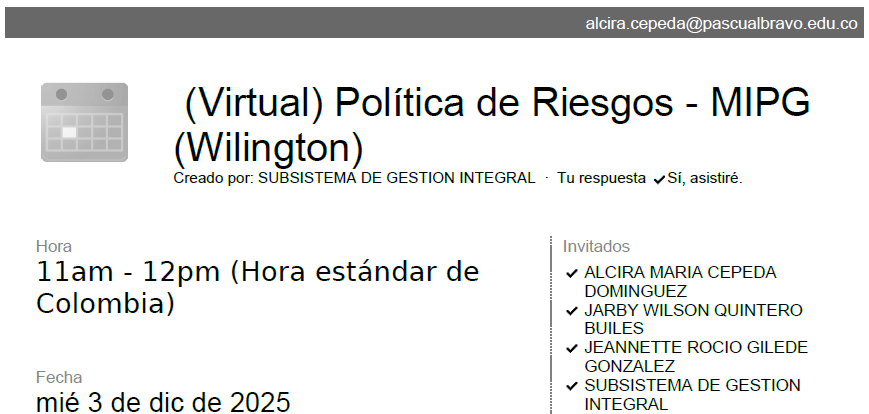 alcira.cepeda@pascualbravo.edu.co
(Virtual) Política de Riesgos - MIPG
(Wilington)
Creado por: SUBSISTEMA DE GESTION INTEGRAL · Tu respuesta ✔Sí, asistiré.
Hora
11am - 12pm (Hora estándar de
Colombia)
Fecha
mié 3 de dic de 2025
Invitados
✔ ALCIRA MARIA CEPEDA
DOMINGUEZ
✔ JARBY WILSON QUINTERO
BUILES
✔ JEANNETTE ROCIO GILEDE
GONZALEZ
✔ SUBSISTEMA DE GESTION
INTEGRAL